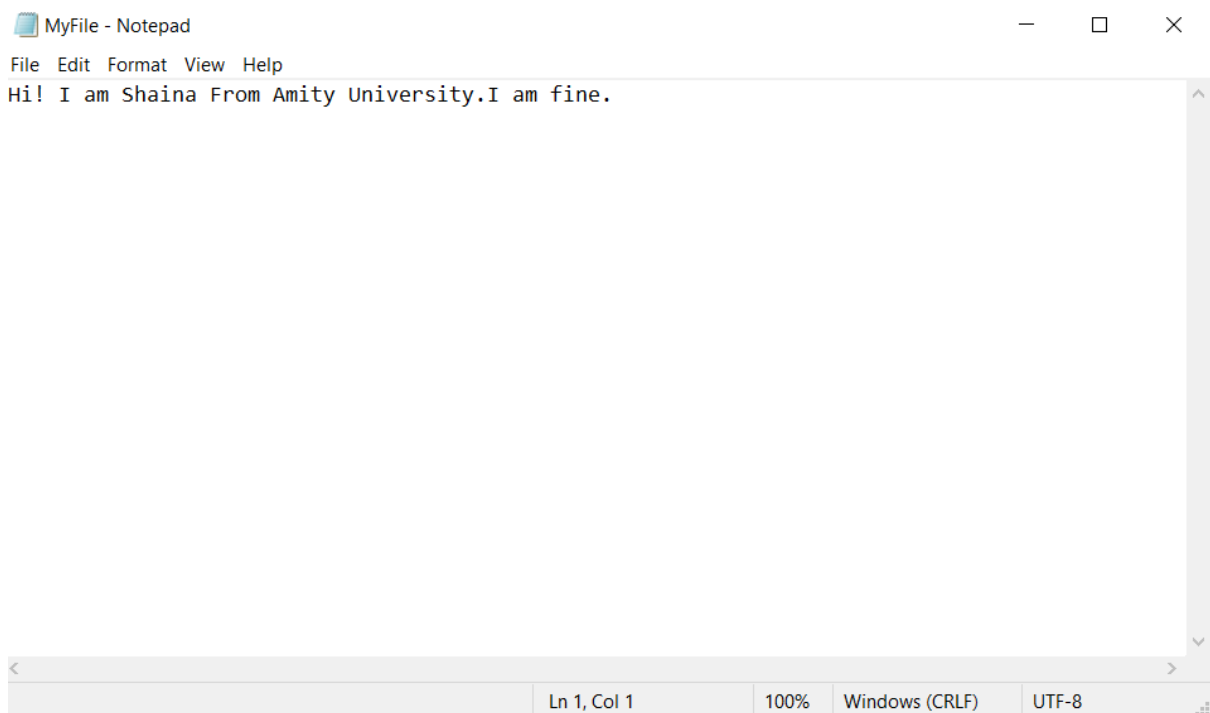 MyFile - Notepad
File Edit Format View Help
Hi! I am Shaina From Amity University.I am fine.
Ln 1, Col 1 100% Windows (CRLF) UTF-8